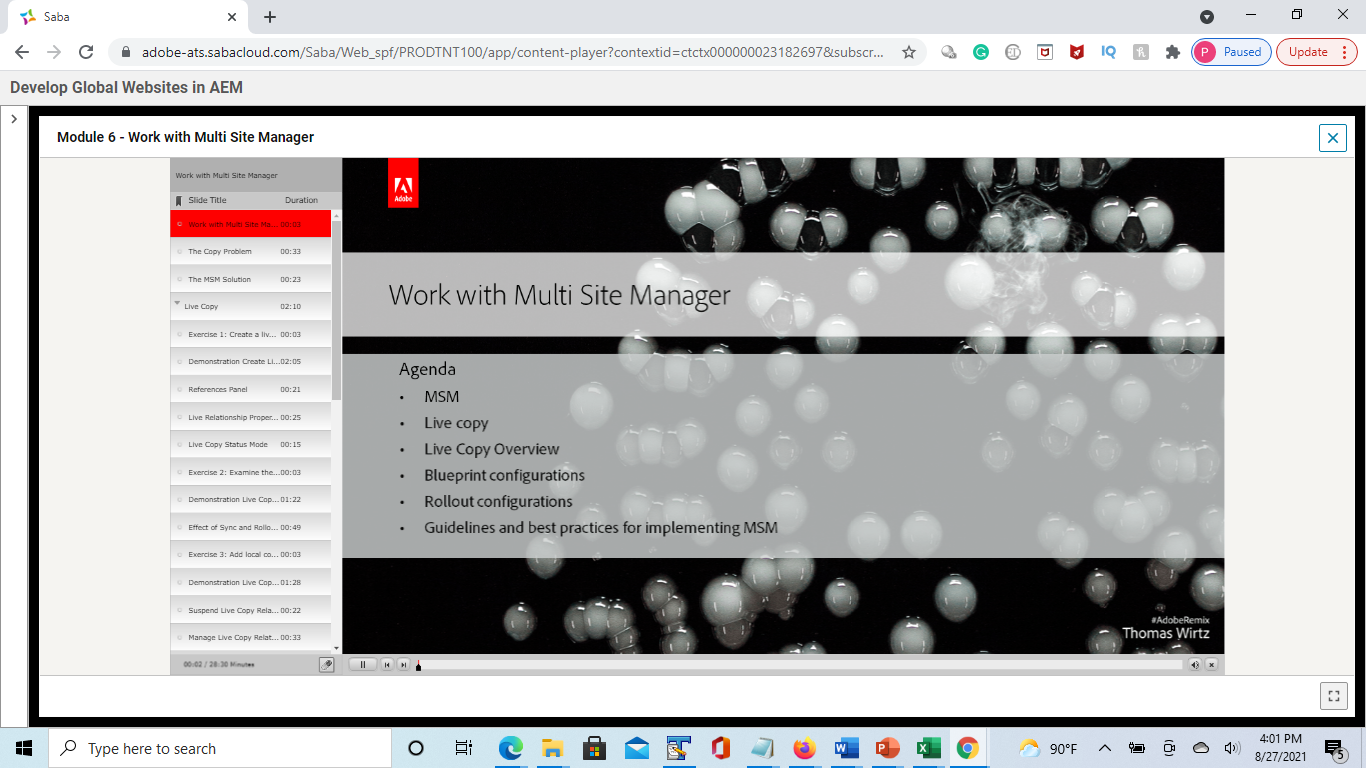 Saba
adobe-ats.sabacloud.com/Saba/Web_spf/PRODTNT100/app/content-player?contextid=ctctx000000023182697&subscr...
P Paused
Update
Develop Global Websites in AEM
Module 6 - Work with Multi Site Manager
Work with Multi Site Manager
Slide Title Duration
Work with Multi Site Ma... 00:03
The Copy Problem 00:33
The MSM Solution 00:23
Live Copy 02:10
Exercise 1: Create a liv... 00:03
Demonstration Create Li... 02:05
References Panel 00:21
Live Relationship Proper... 00:25
Live Copy Status Mode 00:15
Exercise 2: Examine the... 00:03
Demonstration Live Cop... 01:22
Effect of Sync and Rollo... 00:49
Exercise 3: Add local co... 00:03
Demonstration Live Cop... 01:28
Suspend Live Copy Rela... 00:22
Manage Live Copy Relat... 00:33
00:02 / 28:30 Minutes
Adobe
Work with Multi Site Manager
Agenda
• MSM
• Live copy
• Live Copy Overview
• Blueprint configurations
• Rollout configurations
• Guidelines and best practices for implementing MSM
#AdobeRemix
Thomas Wirtz
Type here to search
90°F
4:01 PM
8/27/2021
5